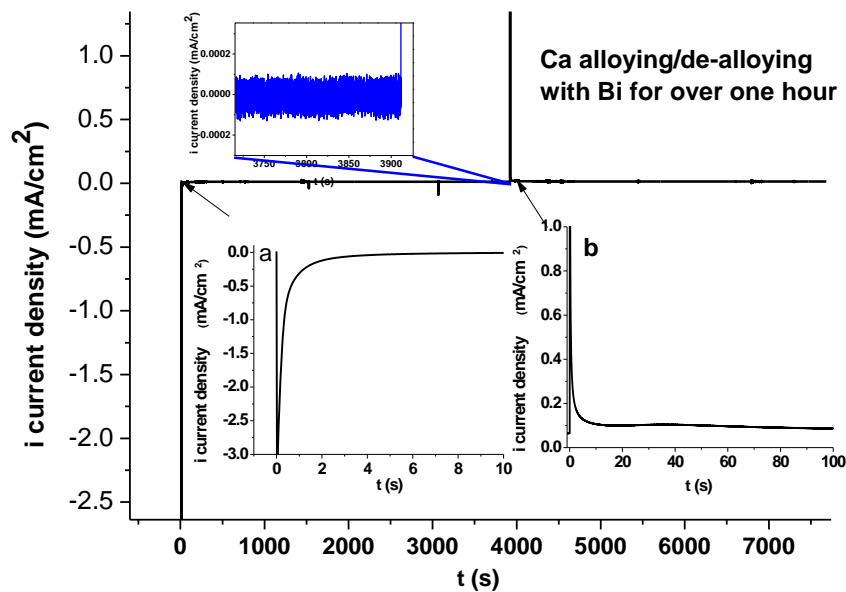 i current density (mA/cm²)
1.0
0.5
0.0
-0.5
-1.0
-1.5
-2.0
-2.5
0 1000 2000 3000 4000 5000 6000 7000
t (s)
Ca alloying/de-alloying
with Bi for over one hour
i current density (mA/cm²)
0.0002
0.0000
-0.0002
3750 3800 3850 3900
t (s)
a
i current density (mA/cm²)
0.0
-0.5
-1.0
-1.5
-2.0
-2.5
-3.0
0 2 4 6 8 10
t (s)
b
i current density (mA/cm²)
1.0
0.8
0.6
0.4
0.2
0.0
0 20 40 60 80 100
t (s)